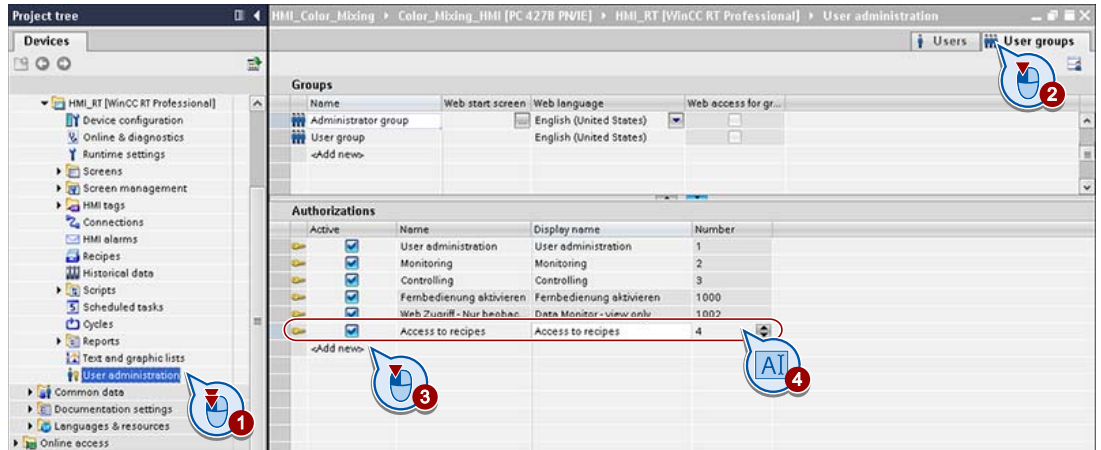 Project tree
HMI_Color_Mixing ▸ Color_Mixing_HMI [PC 427B PN/IE] ▸ HMI_RT [WinCC RT Professional] ▸ User administration
Devices
Users
User groups
2
HMI_RT [WinCC RT Professional]
Device configuration
Online & diagnostics
Runtime settings
Screens
Screen management
HMI tags
Connections
HMI alarms
Recipes
Historical data
Scripts
Scheduled tasks
Cycles
Reports
Text and graphic lists
User administration
Common data
Documentation settings
Languages & resources
Online access
1
Groups
Name Web start screen Web language Web access for gr...
Administrator group English (United States)
User group English (United States)
<Add new>
Authorizations
Active Name Display name Number
User administration User administration 1
Monitoring Monitoring 2
Controlling Controlling 3
Fernbedienung aktivieren Fernbedienung aktivieren 1000
Web Zugriff - Nur beobac... Data Monitor - view only 1002
Access to recipes Access to recipes 4
<Add new>
3
AI
4